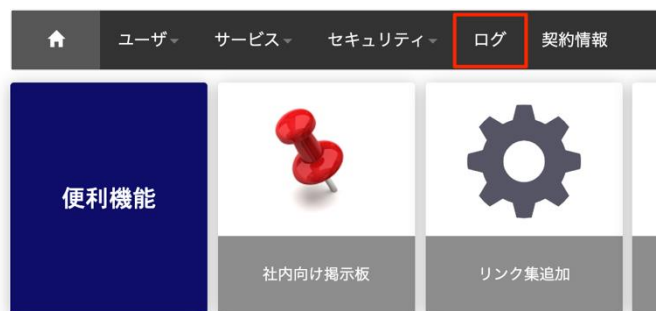 ユーザ サービス セキュリティ ログ 契約情報
便利機能
社内向け掲示板 リンク集追加